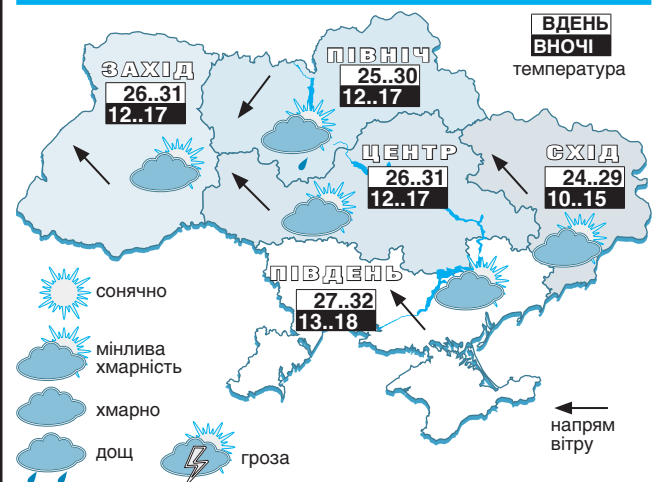 ВДЕНЬ
ВНОЧІ
температура
ПІВНІЧ
25..30
12..17
ЗАХІД
26..31
12..17
ЦЕНТР
26..31
12..17
СХІД
24..29
10..15
ПІВДЕНЬ
27..32
13..18
сонячно
мінлива
хмарність
хмарно
дощ
гроза
напрям
вітру